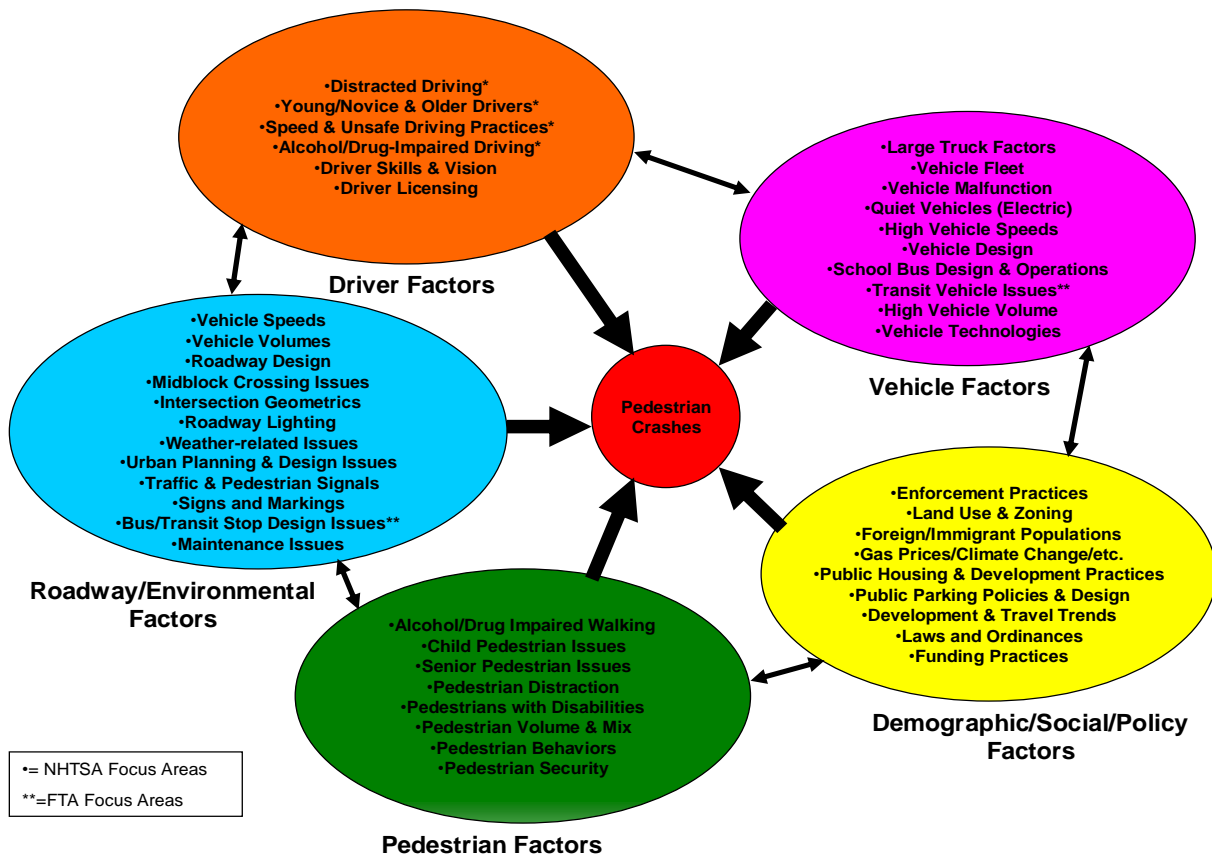 •Distracted Driving*
•Young/Novice & Older Drivers*
•Speed & Unsafe Driving Practices*
•Alcohol/Drug-Impaired Driving*
•Driver Skills & Vision
•Driver Licensing
Driver Factors
•Large Truck Factors
•Vehicle Fleet
•Vehicle Malfunction
•Quiet Vehicles (Electric)
•High Vehicle Speeds
•Vehicle Design
•School Bus Design & Operations
•Transit Vehicle Issues**
•High Vehicle Volume
•Vehicle Technologies
Vehicle Factors
•Vehicle Speeds
•Vehicle Volumes
•Roadway Design
•Midblock Crossing Issues
•Intersection Geometrics
•Roadway Lighting
•Weather-related Issues
•Urban Planning & Design Issues
•Traffic & Pedestrian Signals
•Signs and Markings
•Bus/Transit Stop Design Issues**
•Maintenance Issues
Roadway/Environmental
Factors
Pedestrian
Crashes
•Enforcement Practices
•Land Use & Zoning
•Foreign/Immigrant Populations
•Gas Prices/Climate Change/etc.
•Public Housing & Development Practices
•Public Parking Policies & Design
•Development & Travel Trends
•Laws and Ordinances
•Funding Practices
Demographic/Social/Policy
Factors
•Alcohol/Drug Impaired Walking
•Child Pedestrian Issues
•Senior Pedestrian Issues
•Pedestrian Distraction
•Pedestrians with Disabilities
•Pedestrian Volume & Mix
•Pedestrian Behaviors
•Pedestrian Security
Pedestrian Factors
•= NHTSA Focus Areas
**=FTA Focus Areas